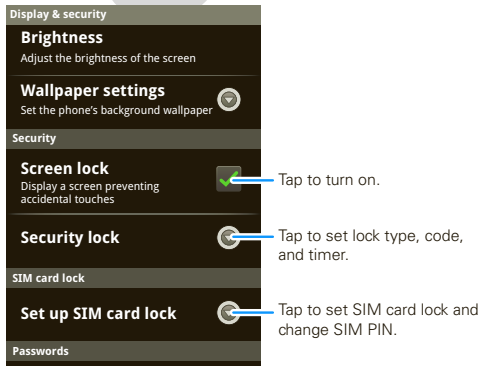 Display & security
Brightness
Adjust the brightness of the screen
Wallpaper settings
Set the phone's background wallpaper
Security
Screen lock
Display a screen preventing
accidental touches
Tap to turn on.
Security lock
Tap to set lock type, code,
and timer.
SIM card lock
Set up SIM card lock
Tap to set SIM card lock and
change SIM PIN.
Passwords